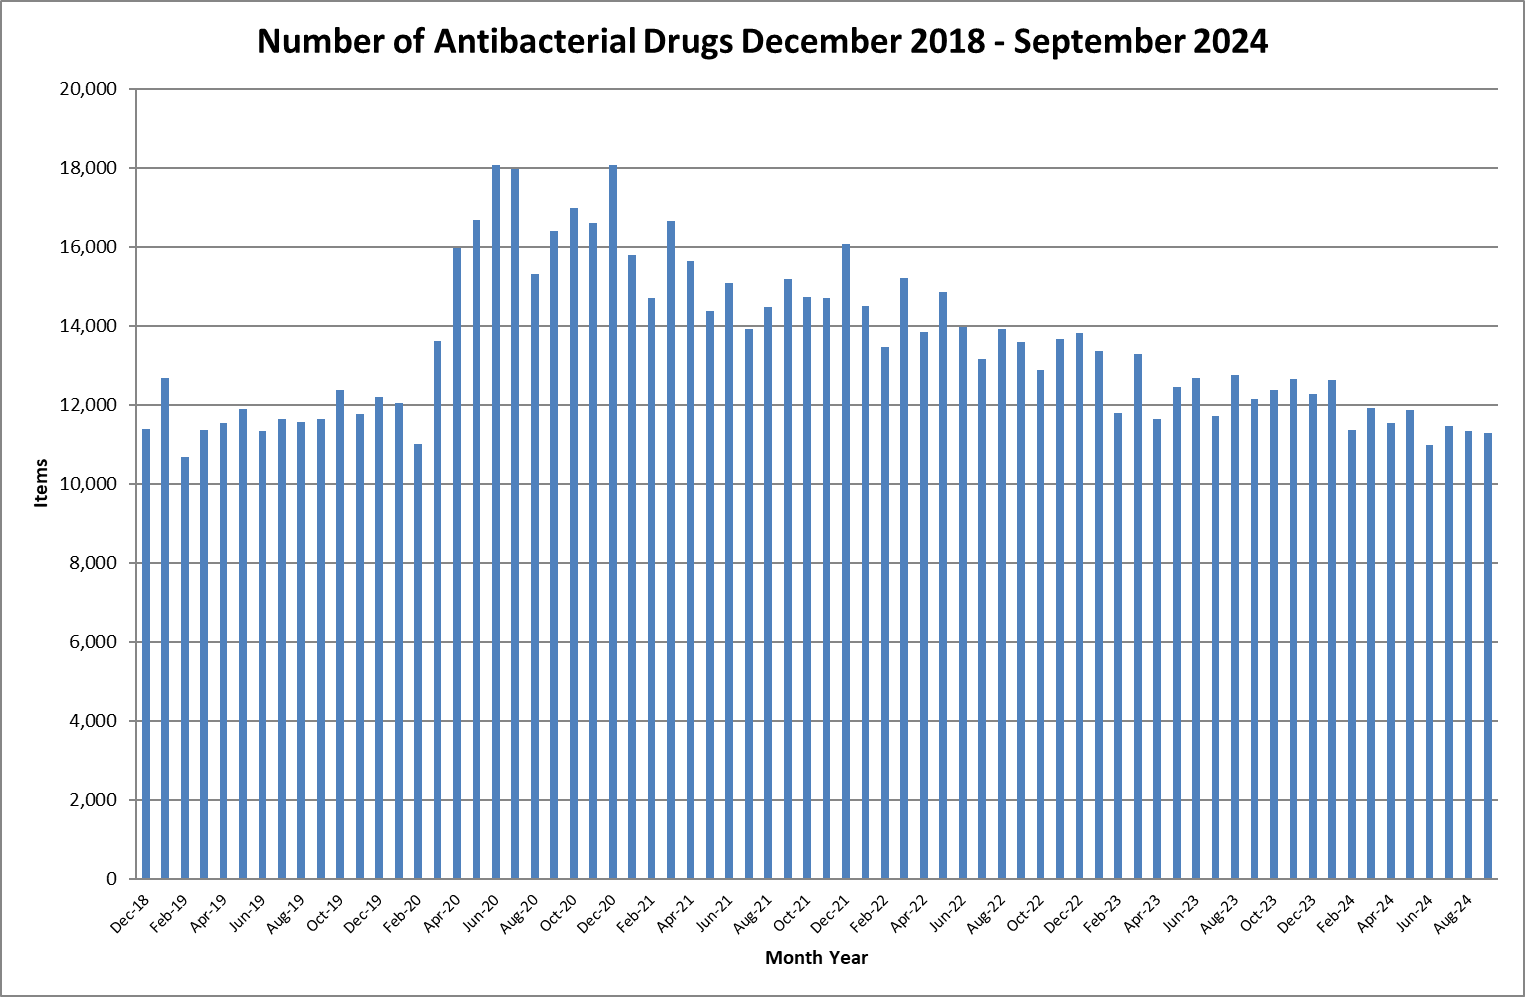 Number of Antibacterial Drugs December 2018 - September 2024
20,000
18,000
16,000
14,000
12,000
10,000
8,000
6,000
4,000
2,000
0
Items
Dec-18
Feb-19
Apr-19
Jun-19
Aug-19
Oct-19
Dec-19
Feb-20
Apr-20
Jun-20
Aug-20
Oct-20
Dec-20
Feb-21
Apr-21
Jun-21
Aug-21
Oct-21
Dec-21
Feb-22
Apr-22
Jun-22
Aug-22
Oct-22
Dec-22
Feb-23
Apr-23
Jun-23
Aug-23
Oct-23
Dec-23
Feb-24
Apr-24
Jun-24
Aug-24
Month Year